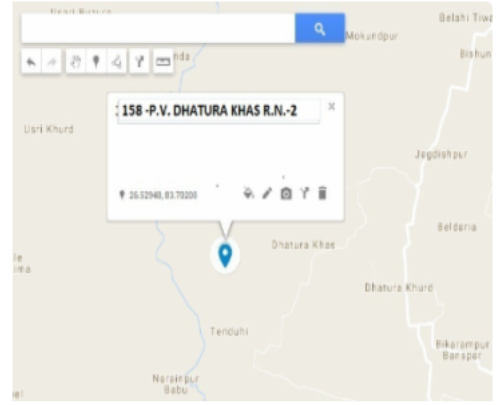 Belahi Tiwa
Mokundpur
Bishun
158 -P.V. DHATURA KHAS R.N.-2
Usri Khurd
Jagdishpur
26.52948, 83.70200
Beldaria
Dhatura Khas
Dhatura Khurd
Tenduhi
Bikarampur
Banspar
Narainpur
Babu